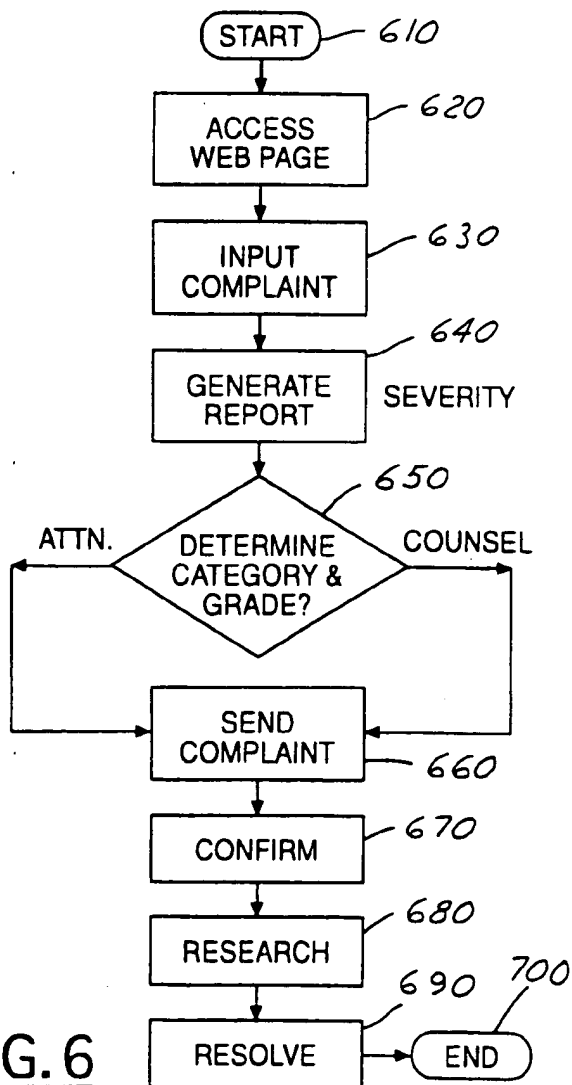 START 610
ACCESS 620
WEB PAGE
INPUT 630
COMPLAINT
640
GENERATE
REPORT SEVERITY
650
ATTN. DETERMINE COUNSEL
CATEGORY &
GRADE?
SEND
COMPLAINT 660
CONFIRM 670
RESEARCH 680
690 700
G.6 RESOLVE END